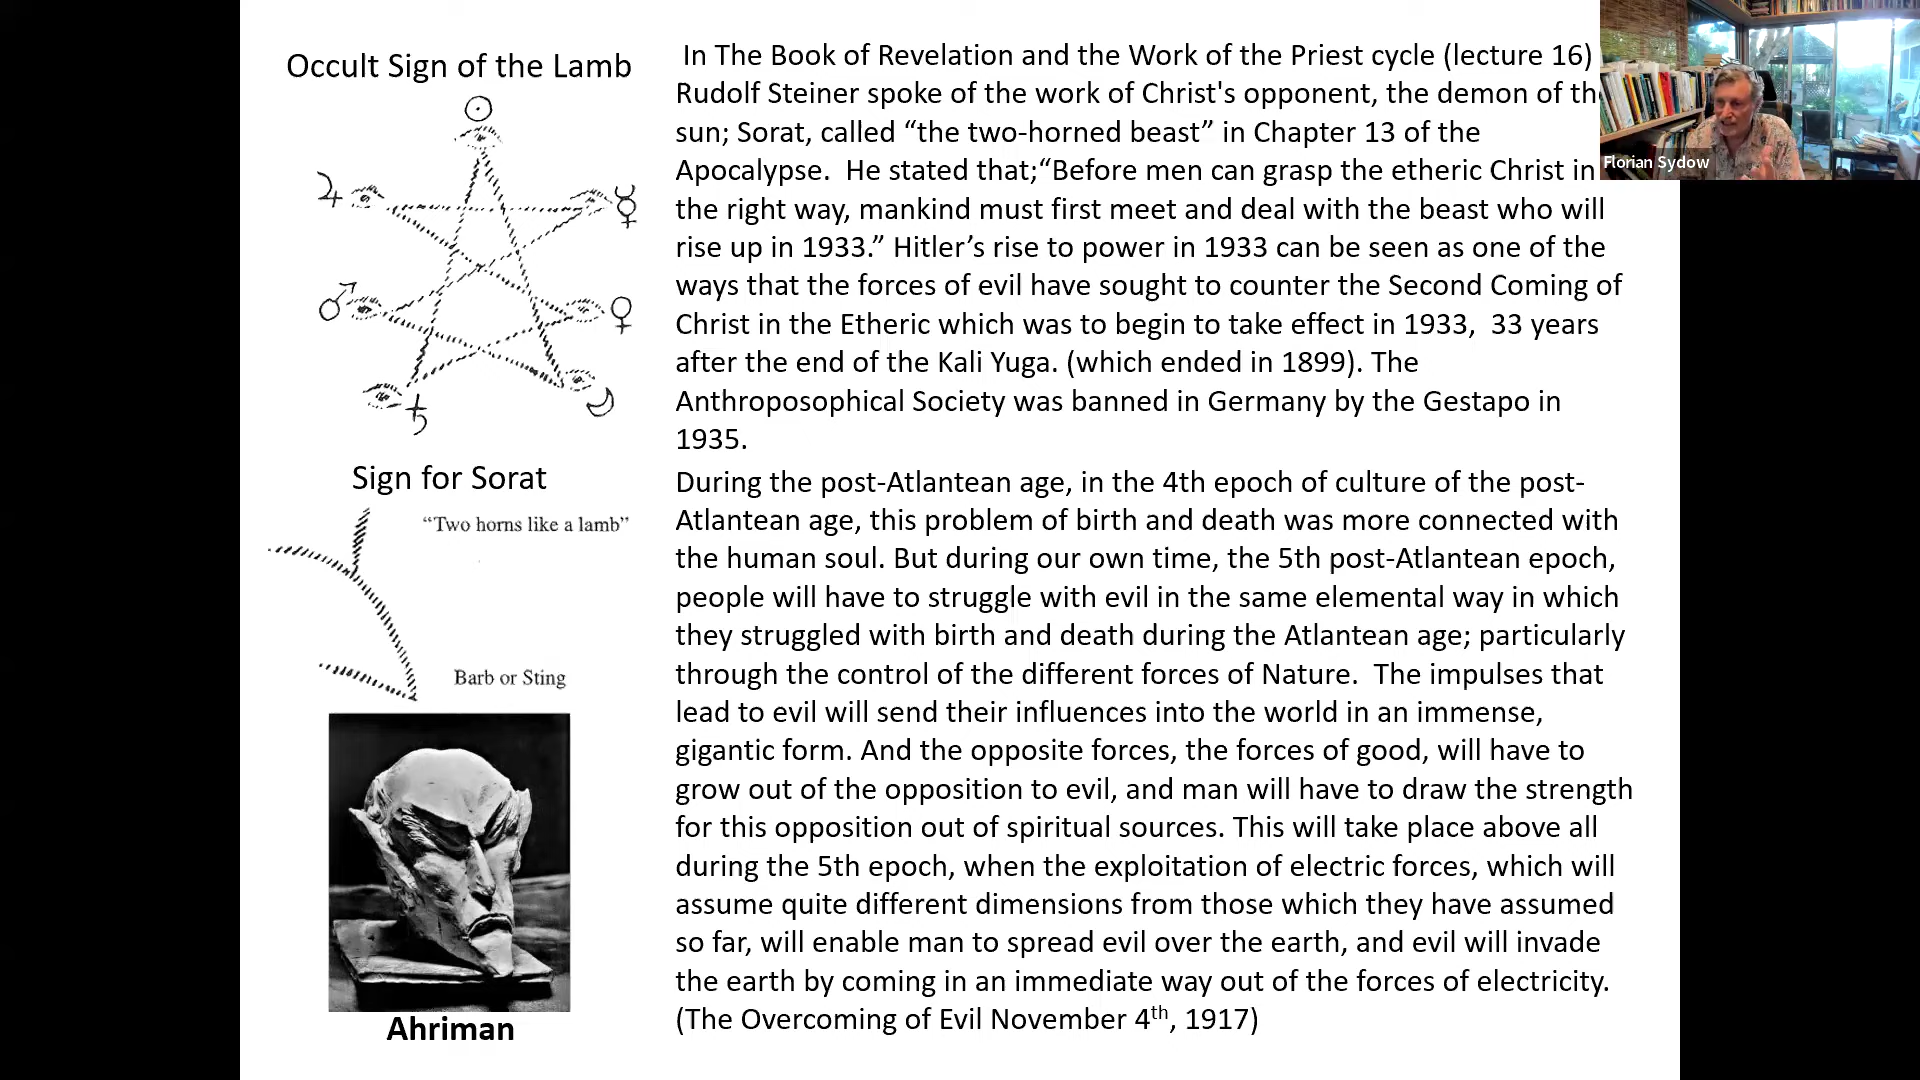 Occult Sign of the Lamb
Sign for Sorat
“Two horns like a lamb”
Barb or Sting
Ahriman
In The Book of Revelation and the Work of the Priest cycle (lecture 16)
Rudolf Steiner spoke of the work of Christ's opponent, the demon of th
sun; Sorat, called “the two-horned beast” in Chapter 13 of the
Apocalypse.  He stated that;“Before men can grasp the etheric Christ in
the right way, mankind must first meet and deal with the beast who will
rise up in 1933.” Hitler’s rise to power in 1933 can be seen as one of the
ways that the forces of evil have sought to counter the Second Coming of
Christ in the Etheric which was to begin to take effect in 1933,  33 years
after the end of the Kali Yuga. (which ended in 1899). The
Anthroposophical Society was banned in Germany by the Gestapo in
1935.
During the post-Atlantean age, in the 4th epoch of culture of the post-
Atlantean age, this problem of birth and death was more connected with
the human soul. But during our own time, the 5th post-Atlantean epoch,
people will have to struggle with evil in the same elemental way in which
they struggled with birth and death during the Atlantean age; particularly
through the control of the different forces of Nature.  The impulses that
lead to evil will send their influences into the world in an immense,
gigantic form. And the opposite forces, the forces of good, will have to
grow out of the opposition to evil, and man will have to draw the strength
for this opposition out of spiritual sources. This will take place above all
during the 5th epoch, when the exploitation of electric forces, which will
assume quite different dimensions from those which they have assumed
so far, will enable man to spread evil over the earth, and evil will invade
the earth by coming in an immediate way out of the forces of electricity.
(The Overcoming of Evil November 4th, 1917)
Florian Sydow